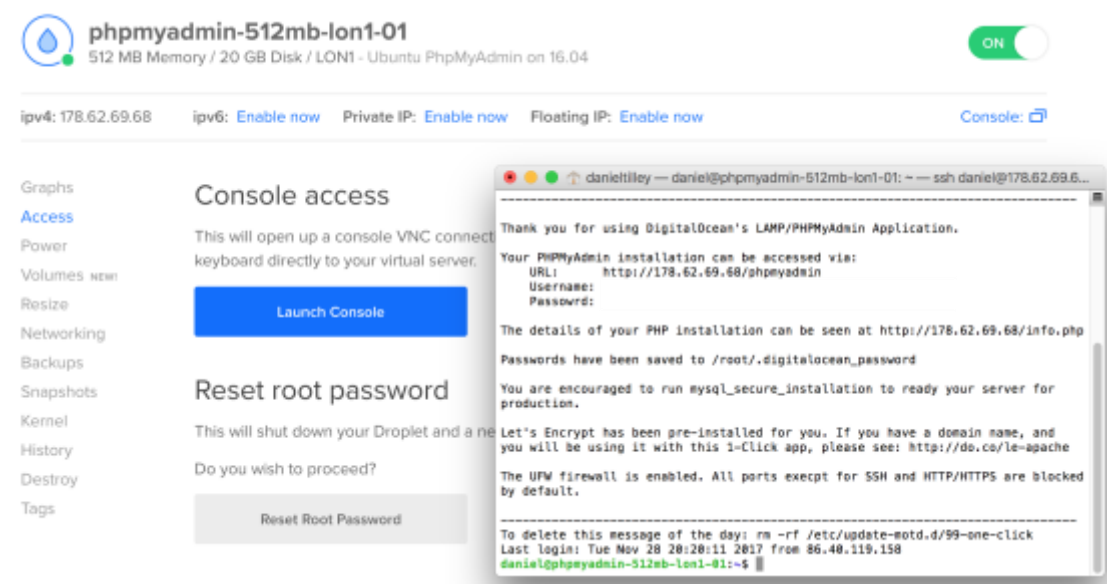 phpmyadmin-512mb-lon1-01
512 MB Memory / 20 GB Disk / LON1 - Ubuntu PhpMyAdmin on 16.04
ON
ipv4: 178.62.69.68 ipv6: Enable now Private IP: Enable now Floating IP: Enable now Console:
Graphs
Access
Power
Volumes NEW!
Resize
Networking
Backups
Snapshots
Kernel
History
Destroy
Tags
Console access
This will open up a console VNC connect
keyboard directly to your virtual server.
Launch Console
Reset root password
This will shut down your Droplet and a ne
Do you wish to proceed?
Reset Root Password
danieltilley — daniel@phpmyadmin-512mb-lon1-01: ~ — ssh daniel@178.62.69.6...
--------------------------------------------------------------------------------
Thank you for using DigitalOcean's LAMP/PHPMyAdmin Application.
Your PHPMyAdmin installation can be accessed via:
URL: http://178.62.69.68/phpmyadmin
Username:
Passowrd:
The details of your PHP installation can be seen at http://178.62.69.68/info.php
Passwords have been saved to /root/.digitalocean_password
You are encouraged to run mysql_secure_installation to ready your server for
production.
Let's Encrypt has been pre-installed for you. If you have a domain name, and
you will be using it with this 1-Click app, please see: http://do.co/le-apache
The UFW firewall is enabled. All ports execpt for SSH and HTTP/HTTPS are blocked
by default.
--------------------------------------------------------------------------------
To delete this message of the day: rm -rf /etc/update-motd.d/99-one-click
Last login: Tue Nov 28 20:20:11 2017 from 86.40.119.158
daniel@phpmyadmin-512mb-lon1-01:~$